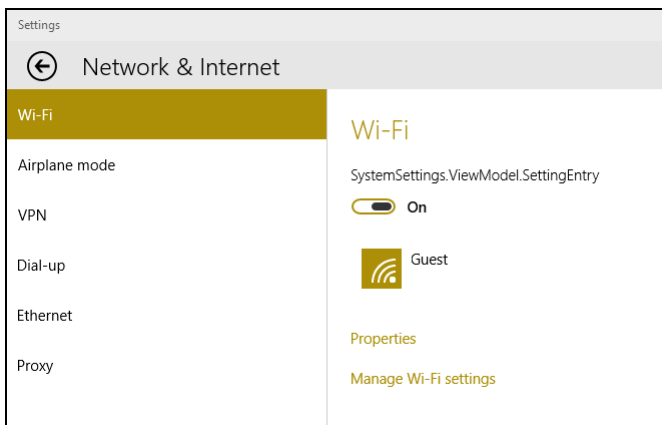 Settings
Network & Internet
Wi-Fi
Airplane mode
VPN
Dial-up
Ethernet
Proxy
Wi-Fi
SystemSettings.ViewModel.SettingEntry
On
Guest
Properties
Manage Wi-Fi settings